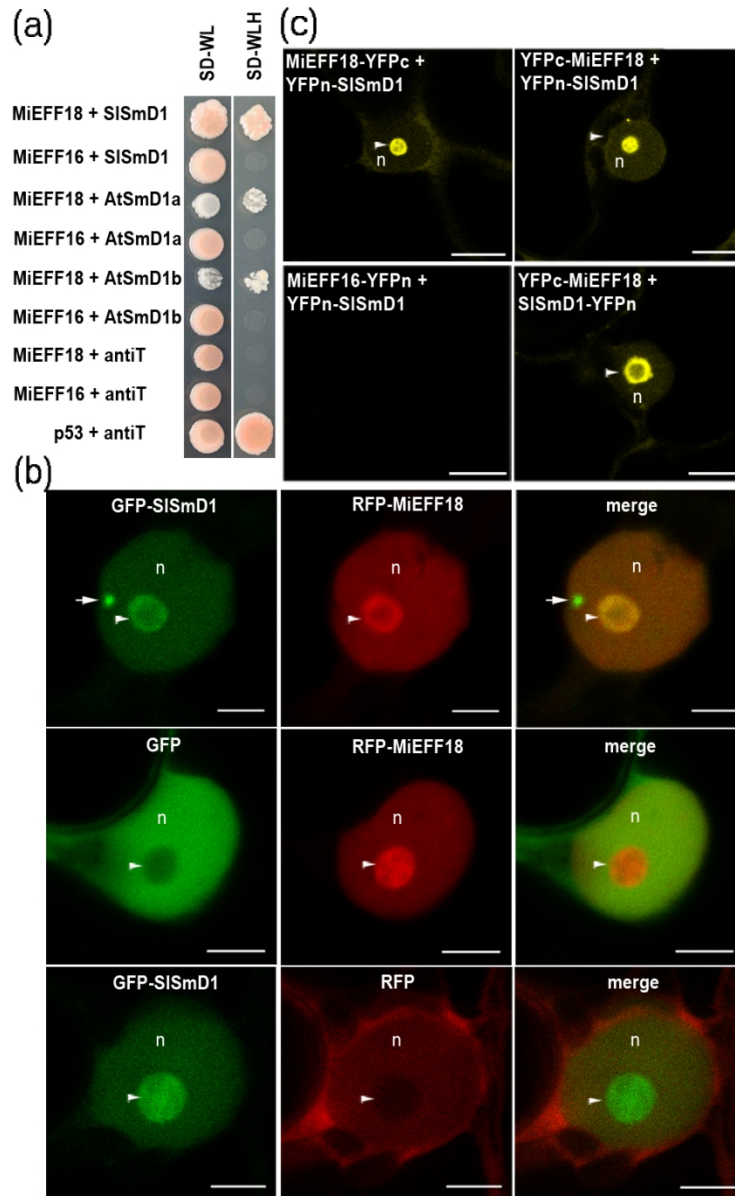 (a)
SD-WL
SD-WLH
MiEFF18 + SlSmD1
MiEFF16 + SlSmD1
MiEFF18 + AtSmD1a
MiEFF16 + AtSmD1a
MiEFF18 + AtSmD1b
MiEFF16 + AtSmD1b
MiEFF18 + antiT
MiEFF16 + antiT
p53 + antiT
(c)
MiEFF18-YFPc +
YFPn-SlSmD1
n
YFPc-MiEFF18 +
YFPn-SlSmD1
n
MiEFF16-YFPn +
YFPn-SlSmD1
YFPc-MiEFF18 +
SlSmD1-YFPn
n
(b)
GFP-SlSmD1
n
RFP-MiEFF18
n
merge
n
GFP
n
RFP-MiEFF18
n
merge
n
GFP-SlSmD1
n
RFP
n
merge
n